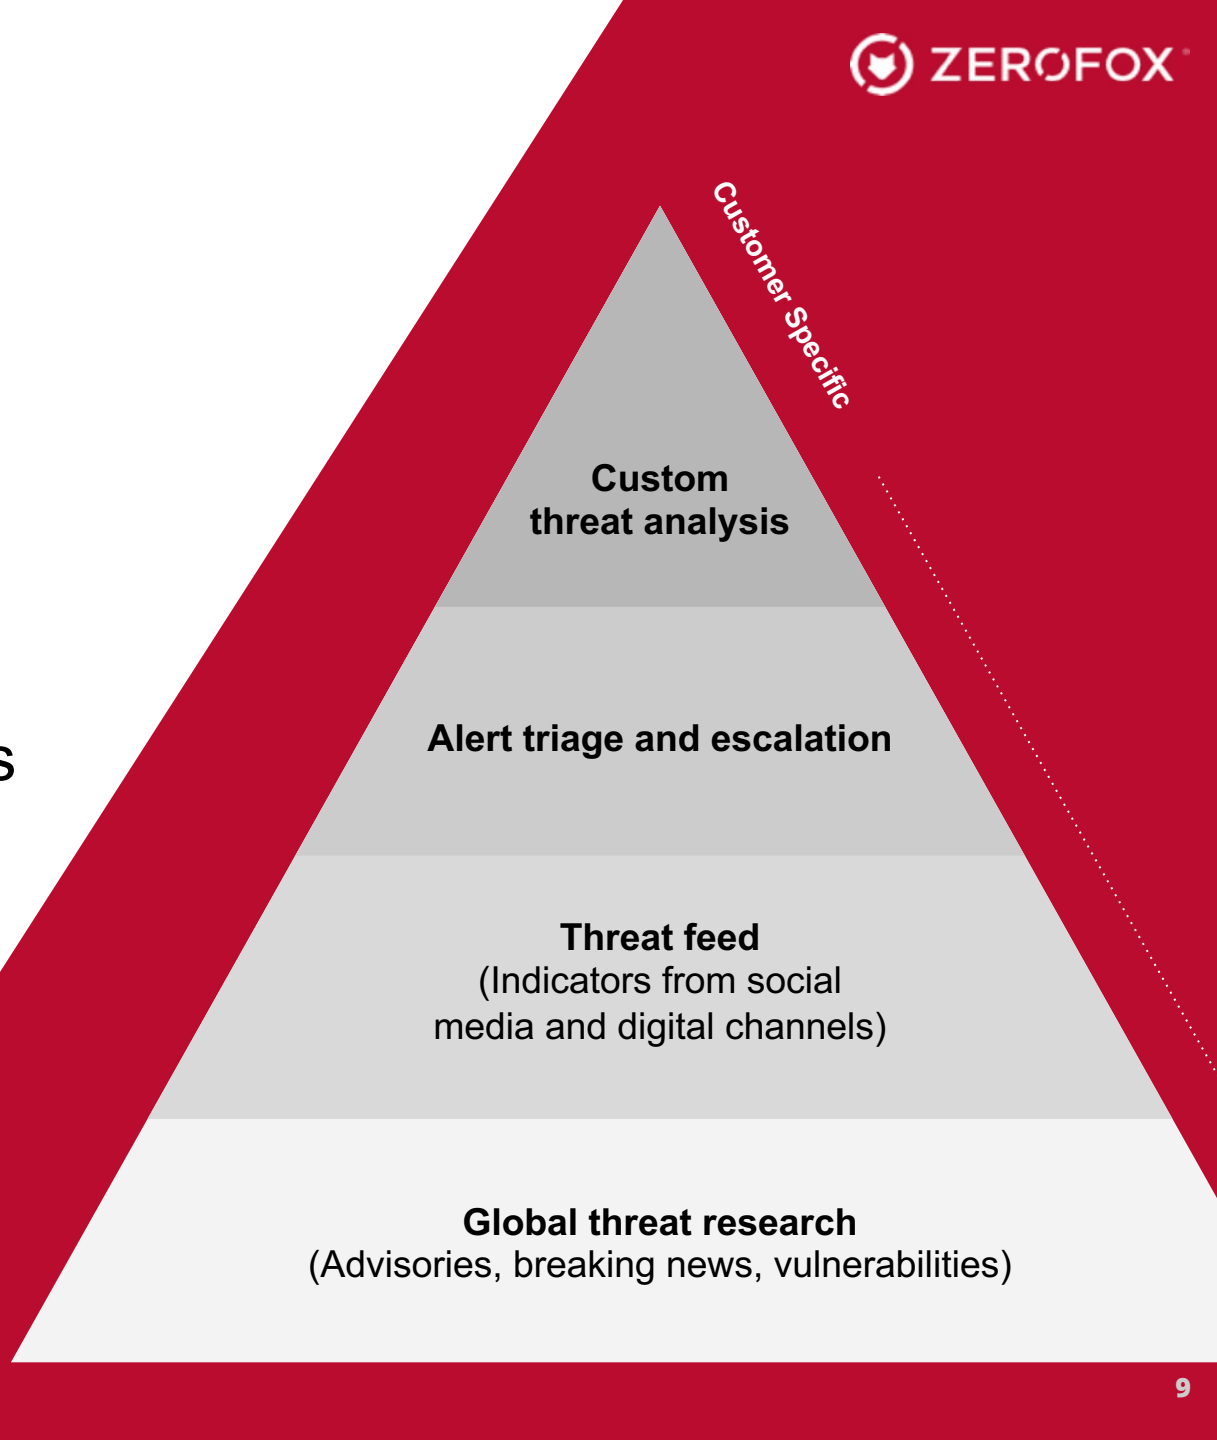 ZEROFOX
Customer Specific
Custom
threat analysis
Alert triage and escalation
s
Threat feed
(Indicators from social
media and digital channels)
Global threat research
(Advisories, breaking news, vulnerabilities)
9